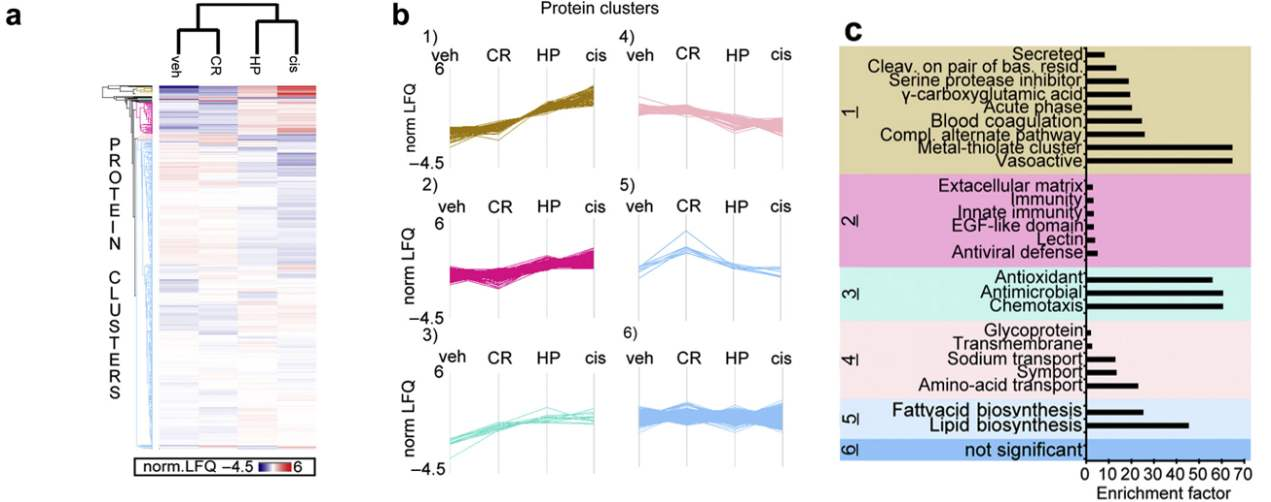 a
veh
CR
HP
cis
PROTEIN CLUSTERS
norm.LFQ −4.5 6
b
Protein clusters
1)
veh CR HP cis
6
norm LFQ
−4.5
4)
veh CR HP cis
2)
veh CR HP cis
6
norm LFQ
−4.5
5)
veh CR HP cis
3)
veh CR HP cis
6
norm LFQ
−4.5
6)
veh CR HP cis
c
1
Secreted
Cleav. on pair of bas. resid.
Serine protease inhibitor
γ-carboxyglutamic acid
Acute phase
Blood coagulation
Compl. alternate pathway
Metal-thiolate cluster
Vasoactive
2
Extacellular matrix
Immunity
Innate immunity
EGF-like domain
Lectin
Antiviral defense
3
Antioxidant
Antimicrobial
Chemotaxis
4
Glycoprotein
Transmembrane
Sodium transport
Symport
Amino-acid transport
5
Fattyacid biosynthesis
Lipid biosynthesis
6
not significant
0 10 20 30 40 50 60 70
Enrichment factor